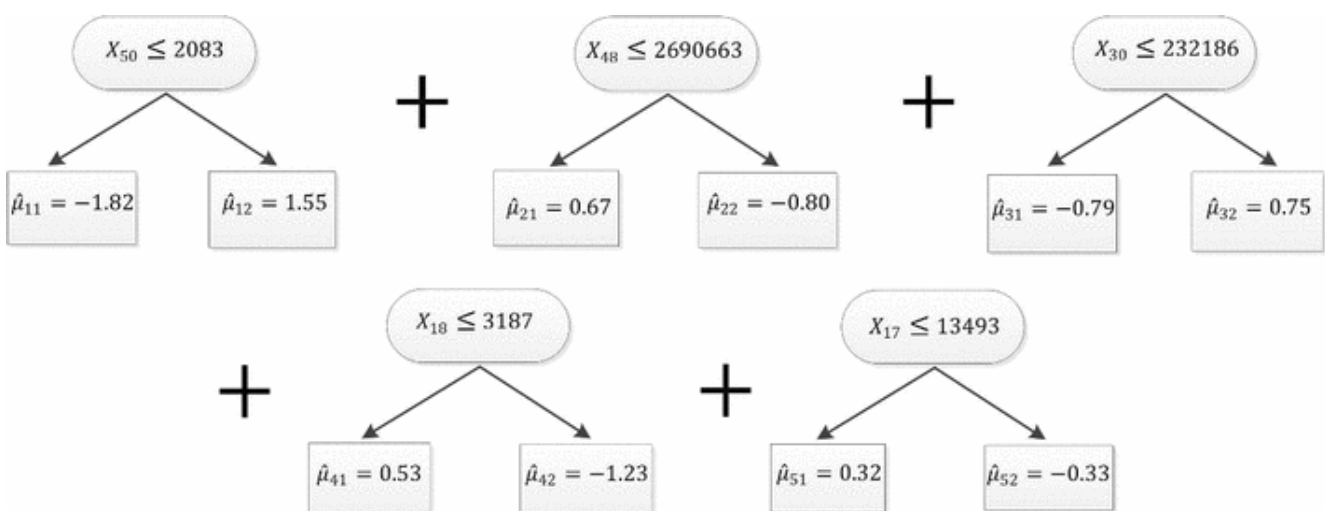 X₅₀ ≤ 2083
X₄₈ ≤ 2690663
X₃₀ ≤ 232186
+
+
μ̂₁₁ = −1.82
μ̂₁₂ = 1.55
μ̂₂₁ = 0.67
μ̂₂₂ = −0.80
μ̂₃₁ = −0.79
μ̂₃₂ = 0.75
X₁₈ ≤ 3187
X₁₇ ≤ 13493
+
+
μ̂₄₁ = 0.53
μ̂₄₂ = −1.23
μ̂₅₁ = 0.32
μ̂₅₂ = −0.33